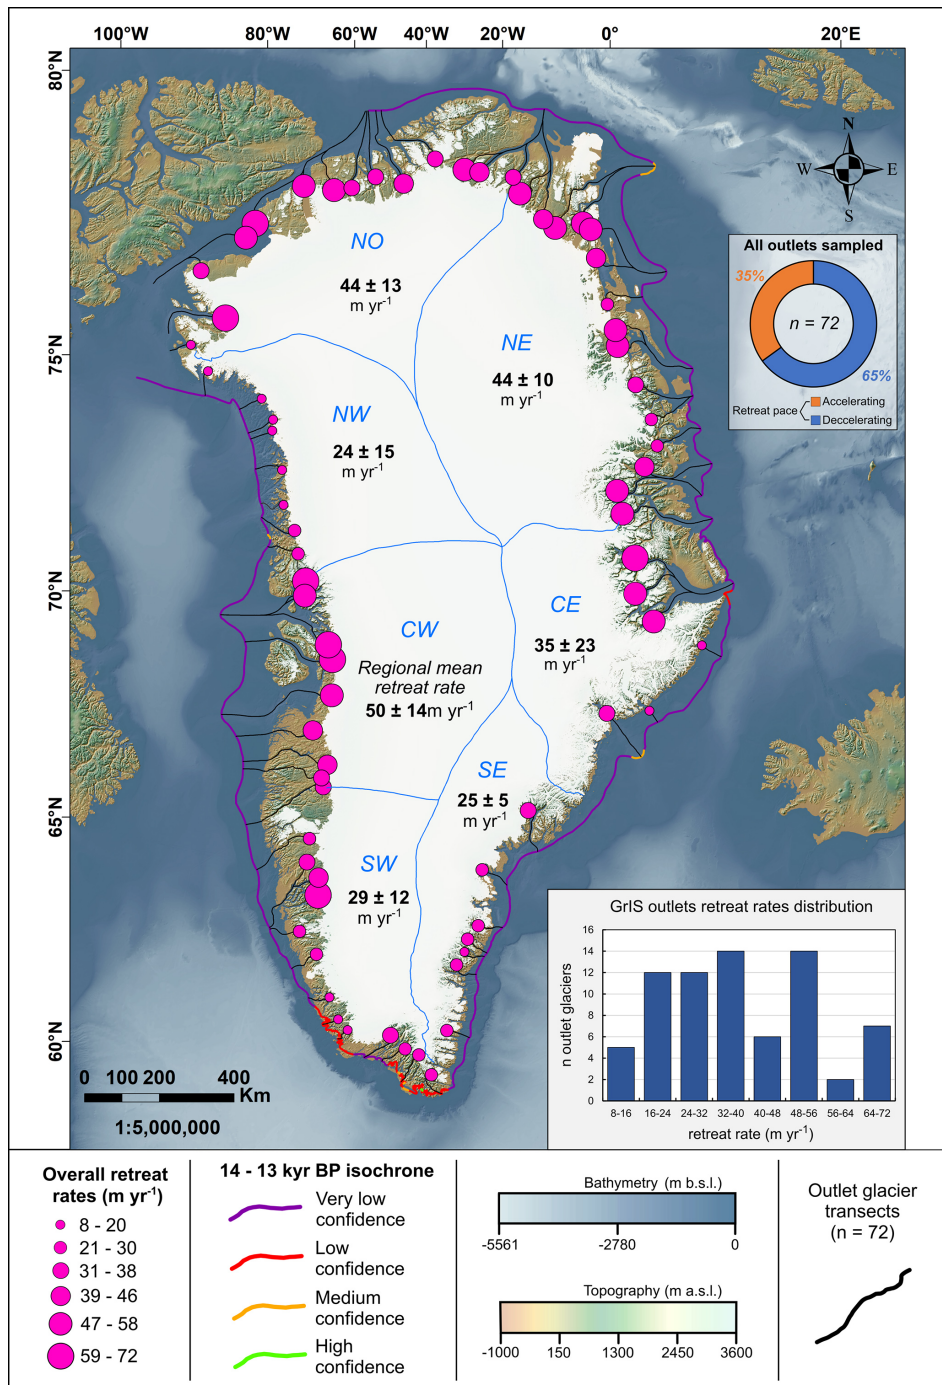 100°W 80°W 60°W 40°W 20°W 0° 20°E
80°N
75°N
70°N
65°N
60°N
N
W E
S
NO
44 ± 13
m yr-1
NE
44 ± 10
m yr-1
NW
24 ± 15
m yr-1
CW
Regional mean
retreat rate
50 ± 14m yr-1
CE
35 ± 23
m yr-1
SE
25 ± 5
m yr-1
SW
29 ± 12
m yr-1
All outlets sampled
35%
n = 72
65%
Retreat pace
Accelerating
Deccelerating
GrIS outlets retreat rates distribution
n outlet glaciers
16
14
12
10
8
6
4
2
0
8-16 16-24 24-32 32-40 40-48 48-56 56-64 64-72
retreat rate (m yr-1)
0 100 200 400
Km
1:5,000,000
Overall retreat
rates (m yr-1)
8 - 20
21 - 30
31 - 38
39 - 46
47 - 58
59 - 72
14 - 13 kyr BP isochrone
Very low
confidence
Low
confidence
Medium
confidence
High
confidence
Bathymetry (m b.s.l.)
-5561 -2780 0
Topography (m a.s.l.)
-1000 150 1300 2450 3600
Outlet glacier
transects
(n = 72)